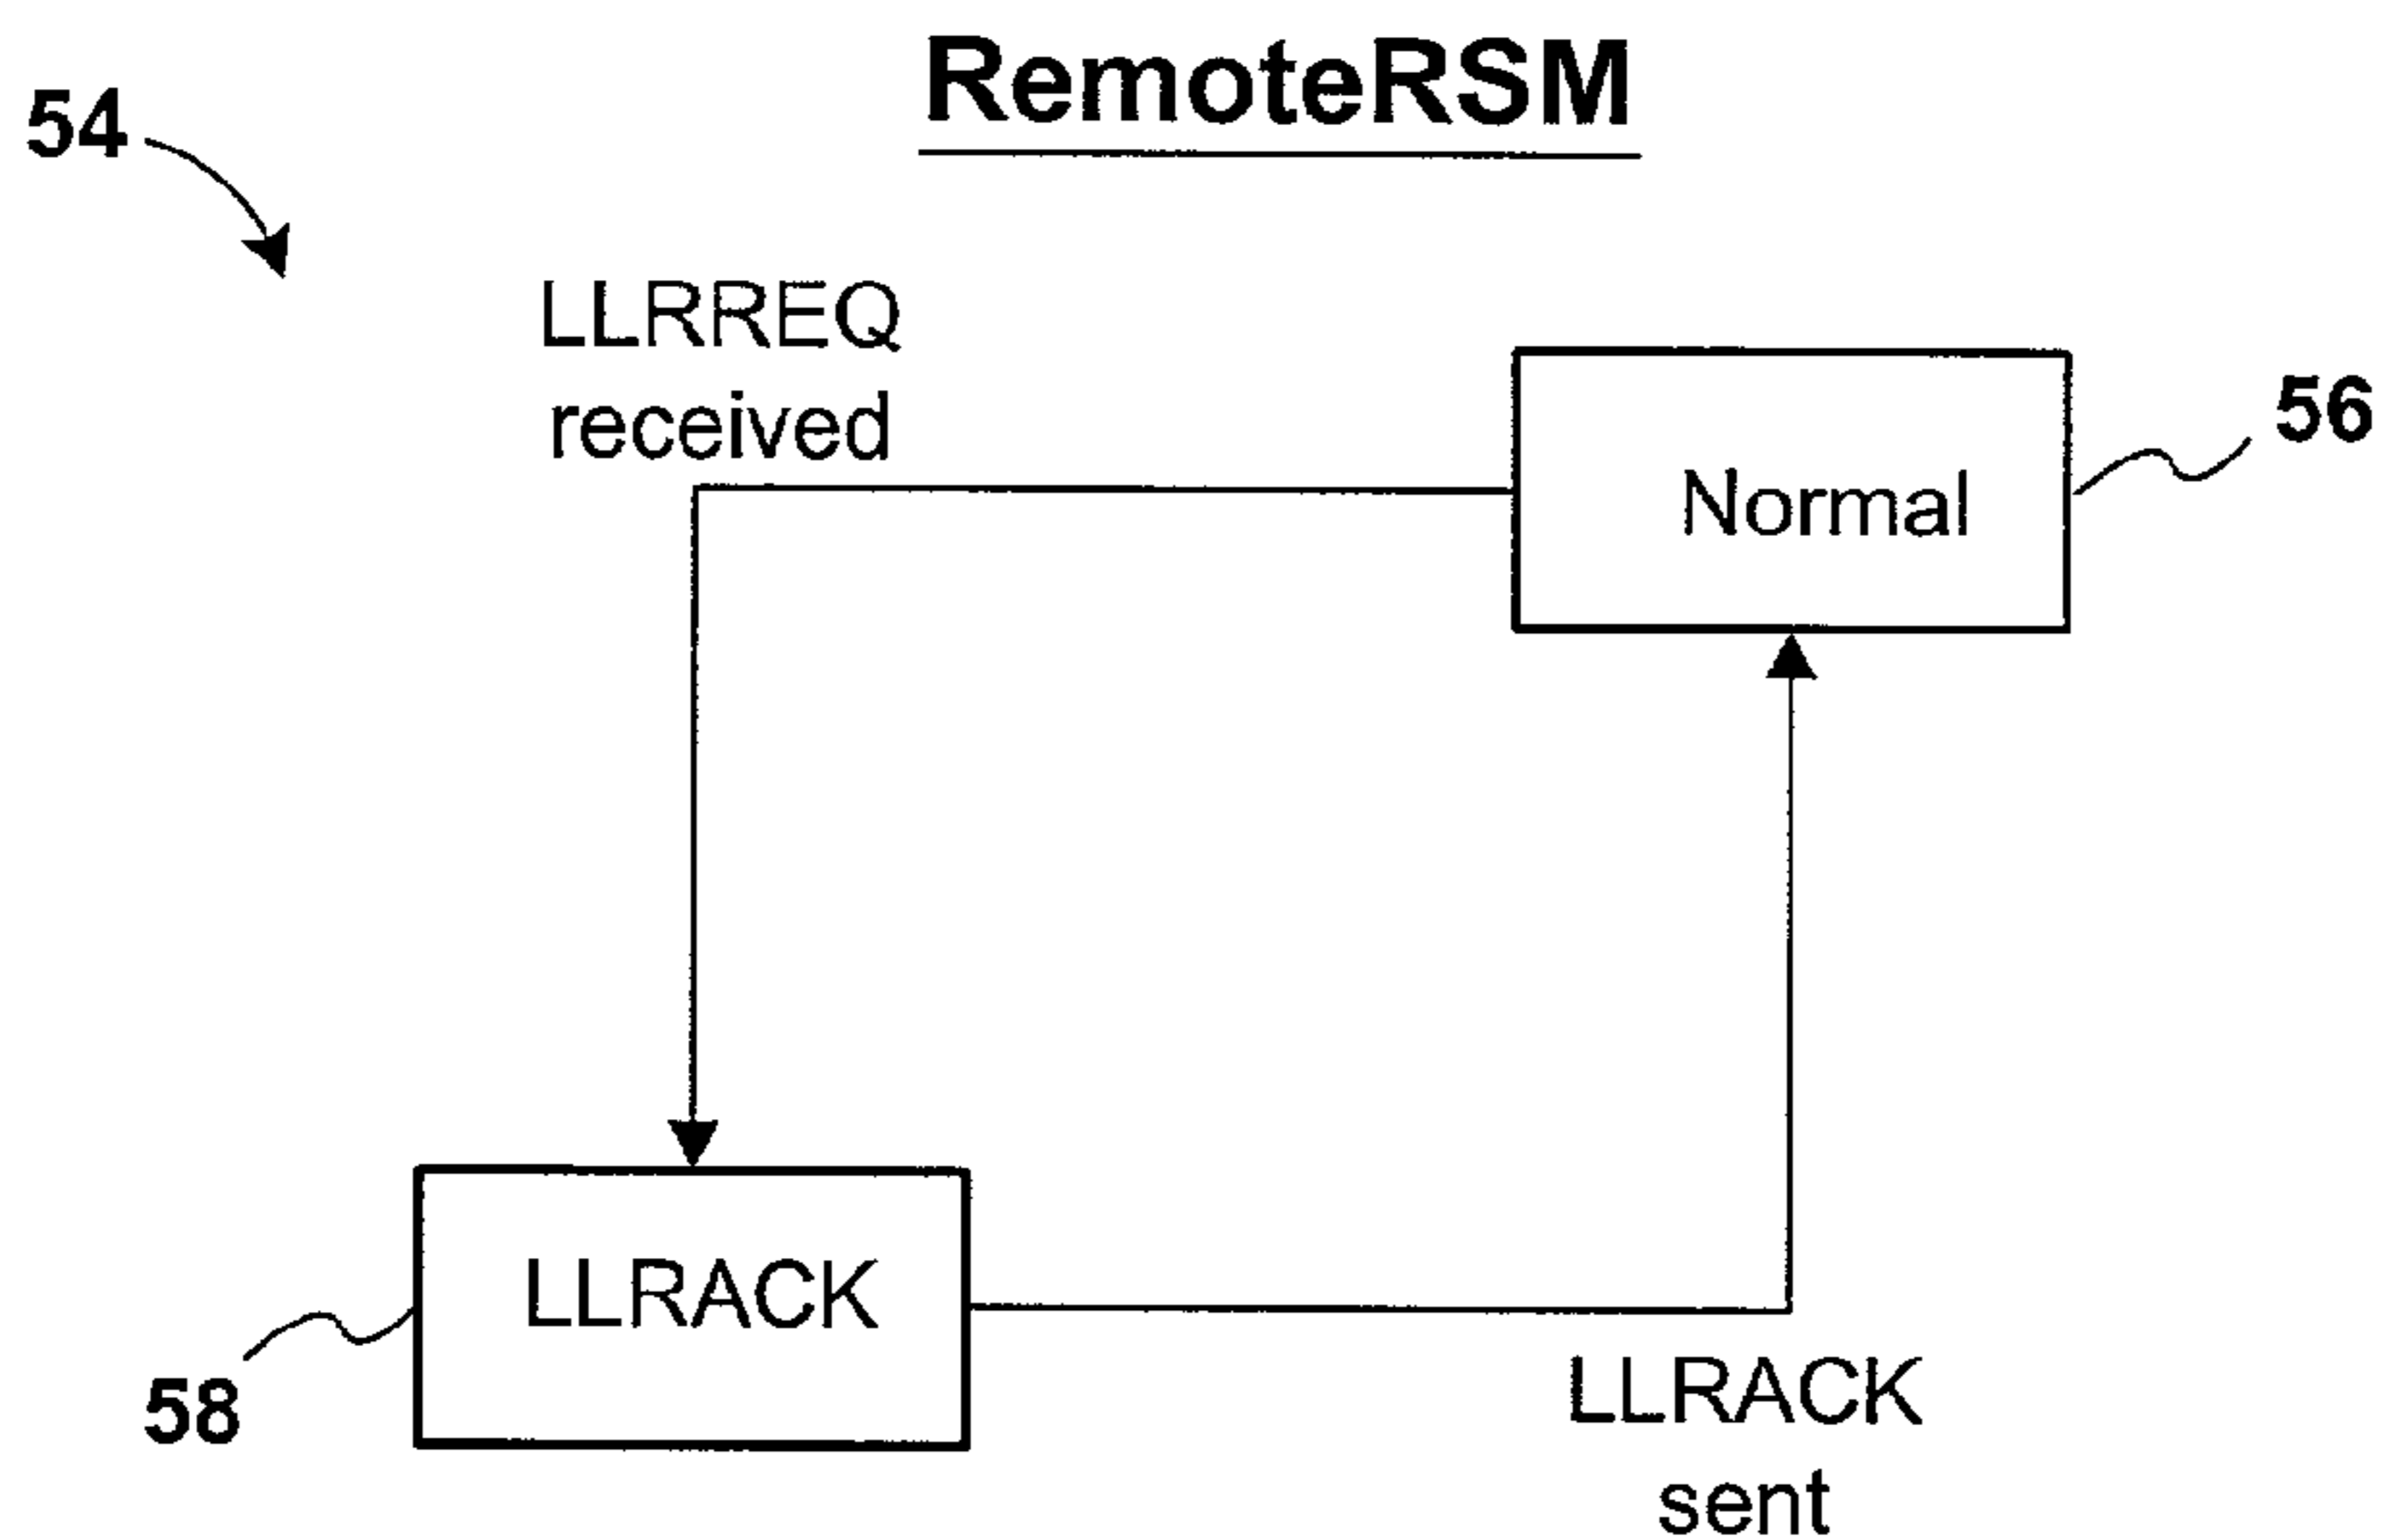 RemoteRSM
54
LLRREQ
received
56
Normal
LLRACK
58
LLRACK
sent